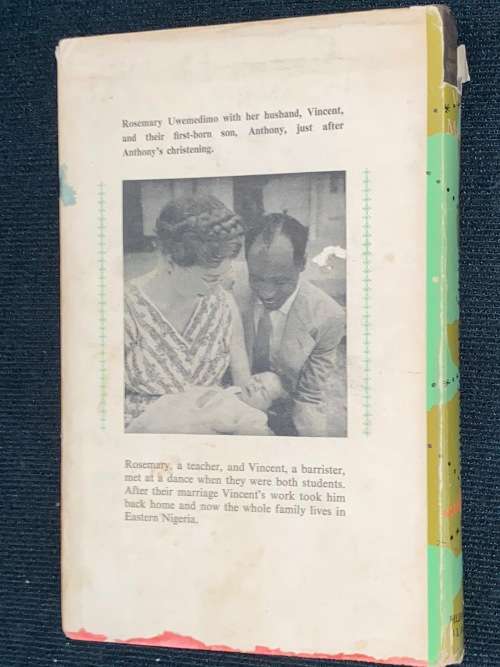 Rosemary Uwemedimo with her husband, Vincent,
and their first-born son, Anthony, just after
Anthony's christening.
Rosemary, a teacher, and Vincent, a barrister,
met at a dance when they were both students.
After their marriage Vincent's work took him
back home and now the whole family lives in
Eastern Nigeria.